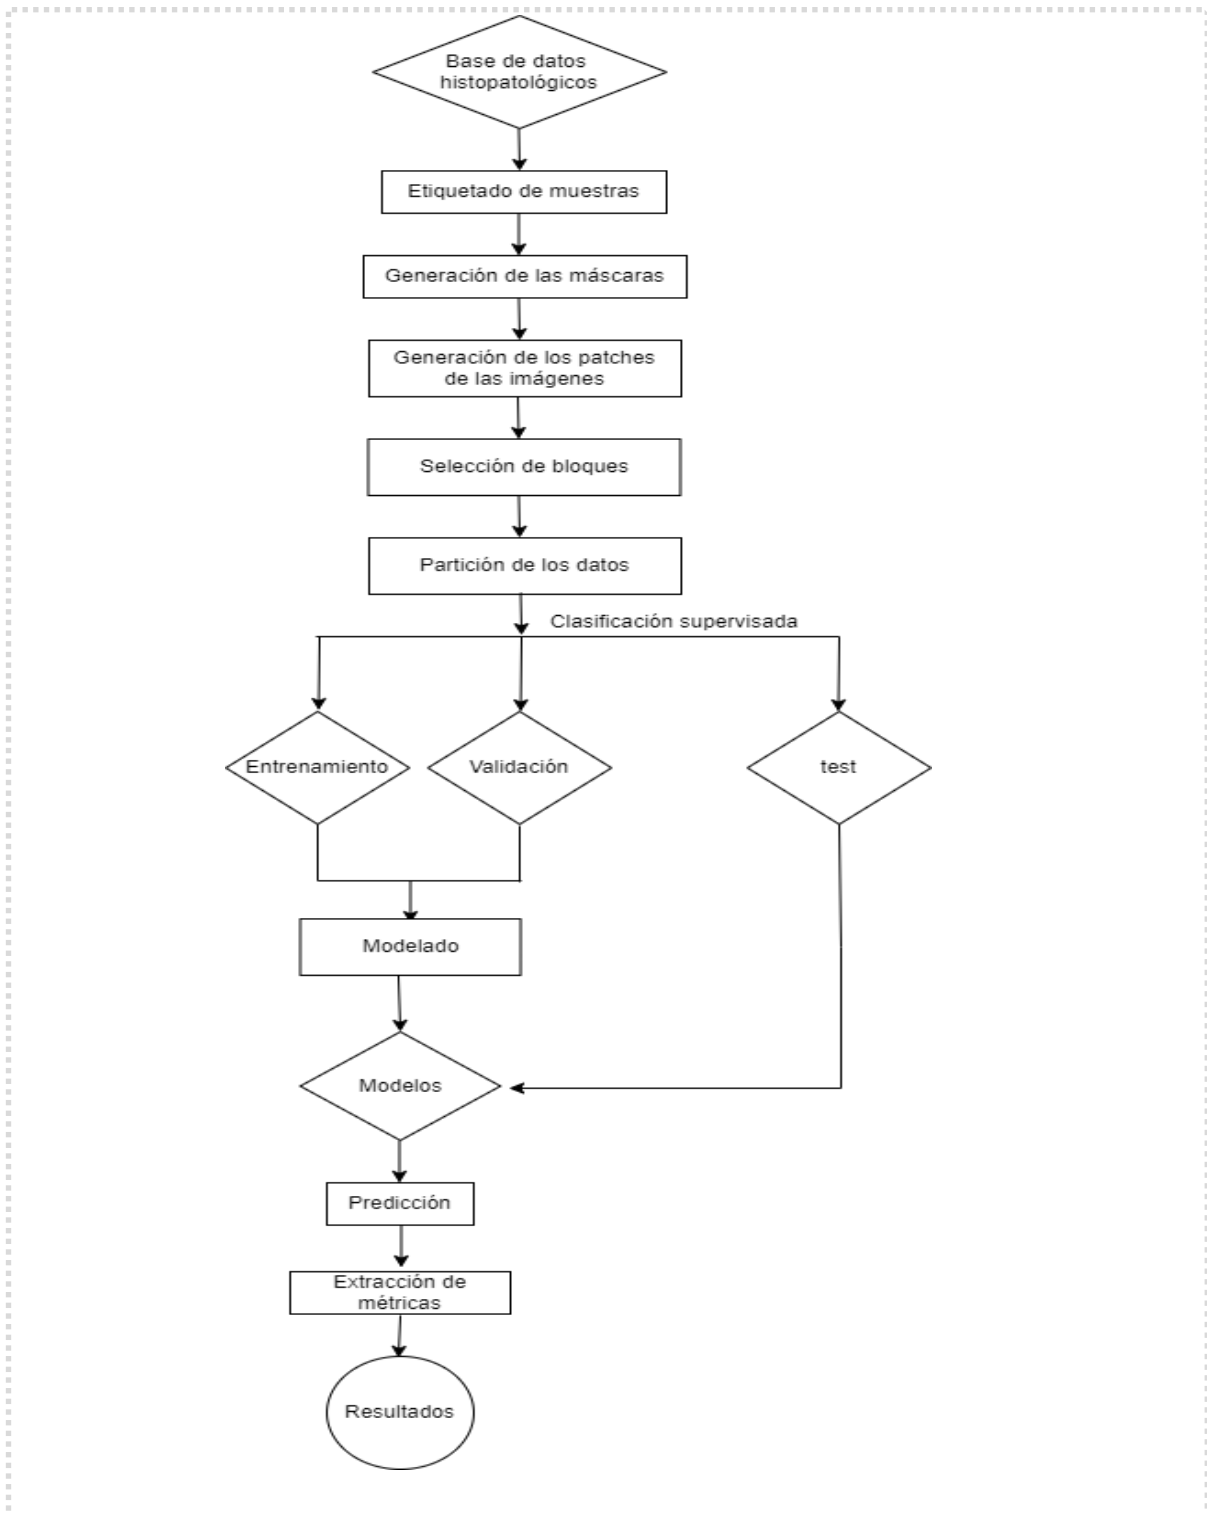 Base de datos
histopatológicos
Etiquetado de muestras
Generación de las máscaras
Generación de los patches
de las imágenes
Selección de bloques
Partición de los datos
Clasificación supervisada
Entrenamiento
Validación
test
Modelado
Modelos
Predicción
Extracción de
métricas
Resultados